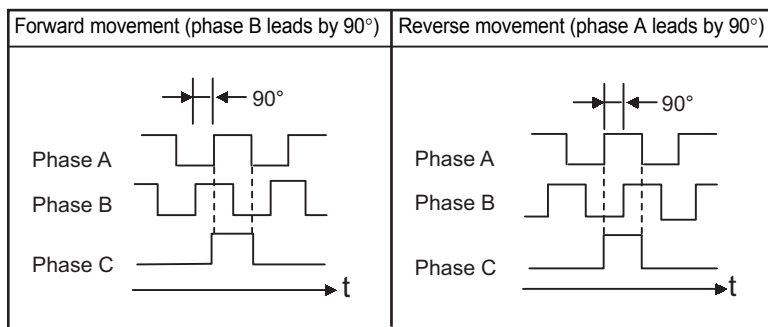 Forward movement (phase B leads by 90°)
90°
Phase A
Phase B
Phase C
t
Reverse movement (phase A leads by 90°)
90°
Phase A
Phase B
Phase C
t